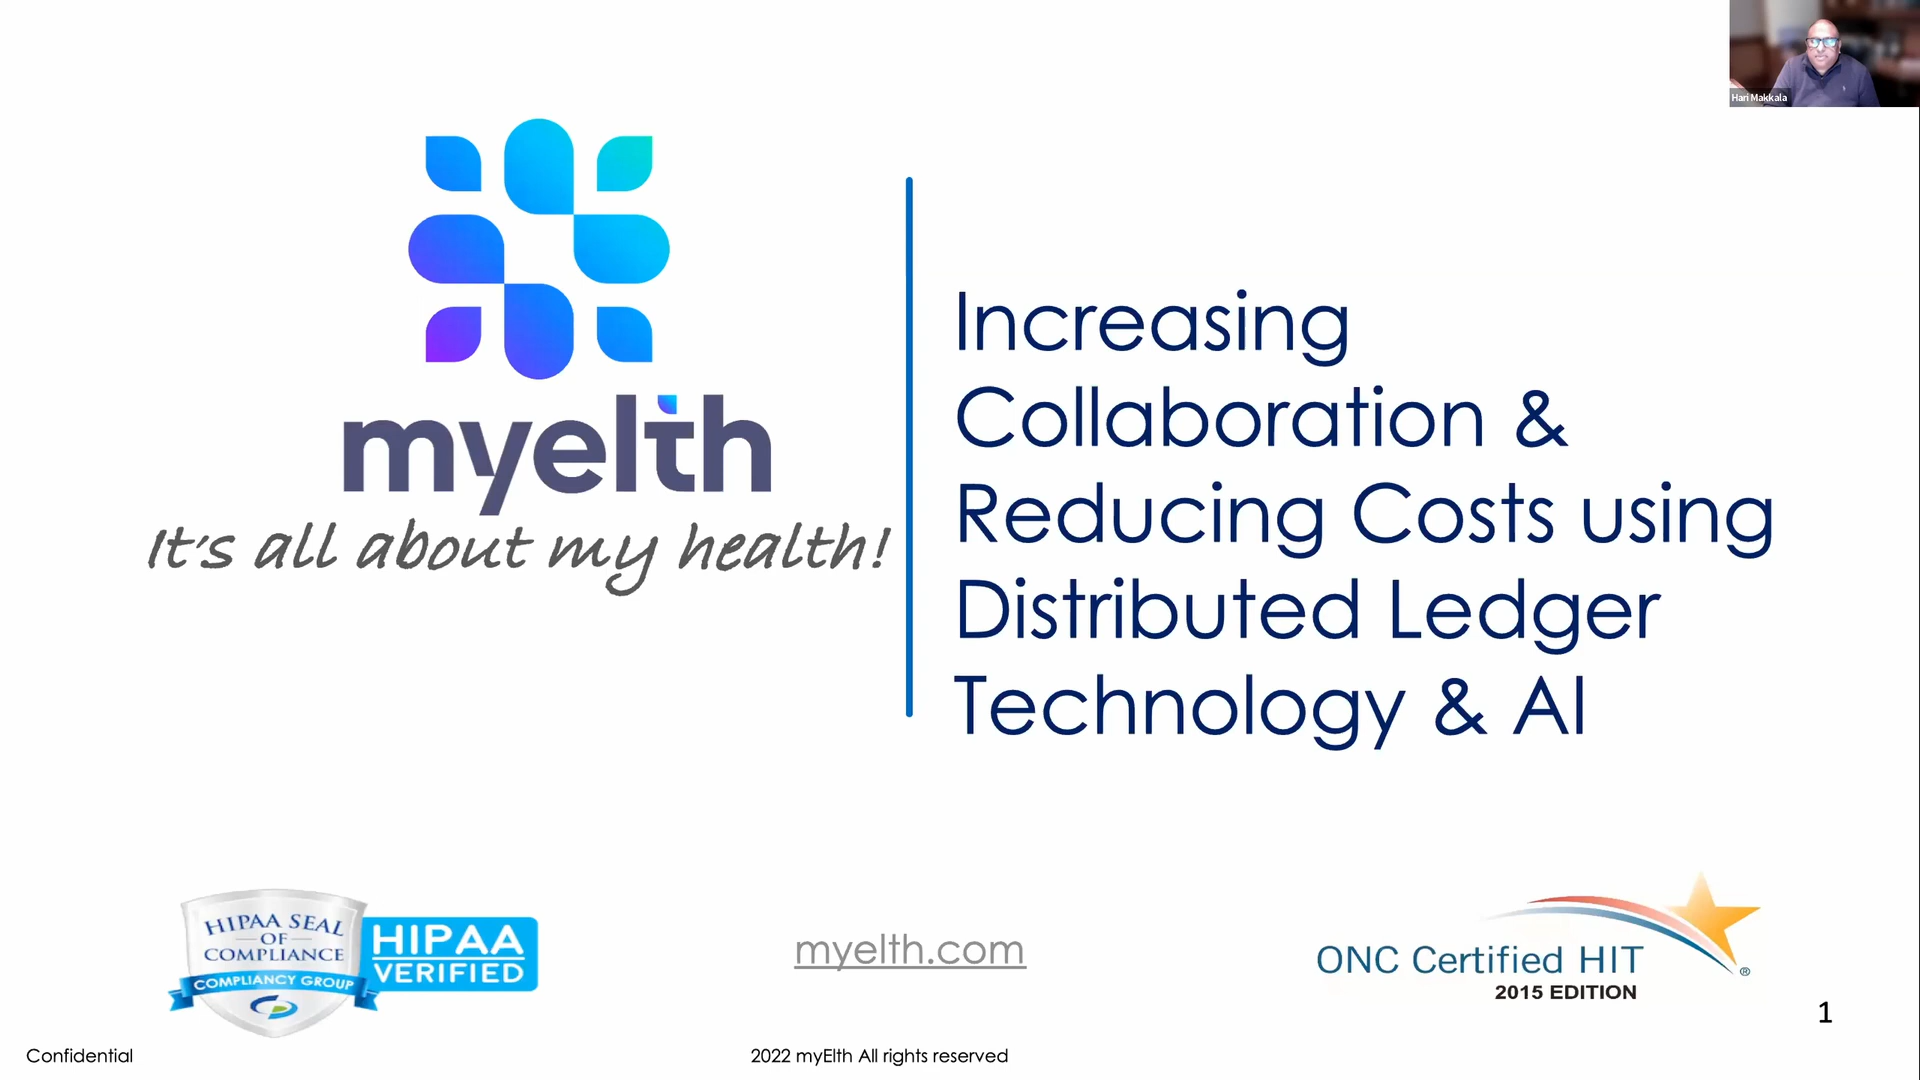 Hari Makkala
myelth
It's all about my health!
Increasing
Collaboration &
Reducing Costs using
Distributed Ledger
Technology & AI
HIPAA SEAL
OF
COMPLIANCE
COMPLIANCY GROUP
HIPAA
VERIFIED
myelth.com
ONC Certified HIT
®
2015 EDITION
1
Confidential
2022 myElth All rights reserved